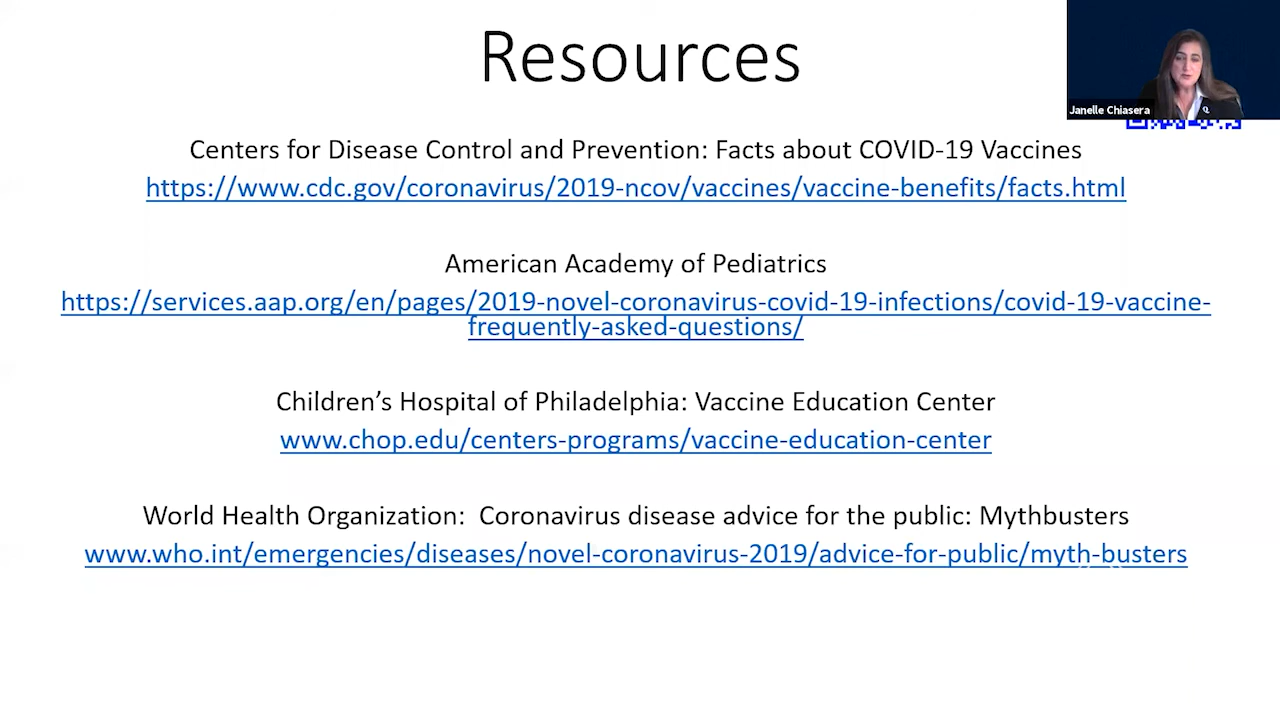 Resources
Janelle Chiasera
Centers for Disease Control and Prevention: Facts about COVID-19 Vaccines
https://www.cdc.gov/coronavirus/2019-ncov/vaccines/vaccine-benefits/facts.html
American Academy of Pediatrics
https://services.aap.org/en/pages/2019-novel-coronavirus-covid-19-infections/covid-19-vaccine-
frequently-asked-questions/
Children’s Hospital of Philadelphia: Vaccine Education Center
www.chop.edu/centers-programs/vaccine-education-center
World Health Organization:  Coronavirus disease advice for the public: Mythbusters
www.who.int/emergencies/diseases/novel-coronavirus-2019/advice-for-public/myth-busters